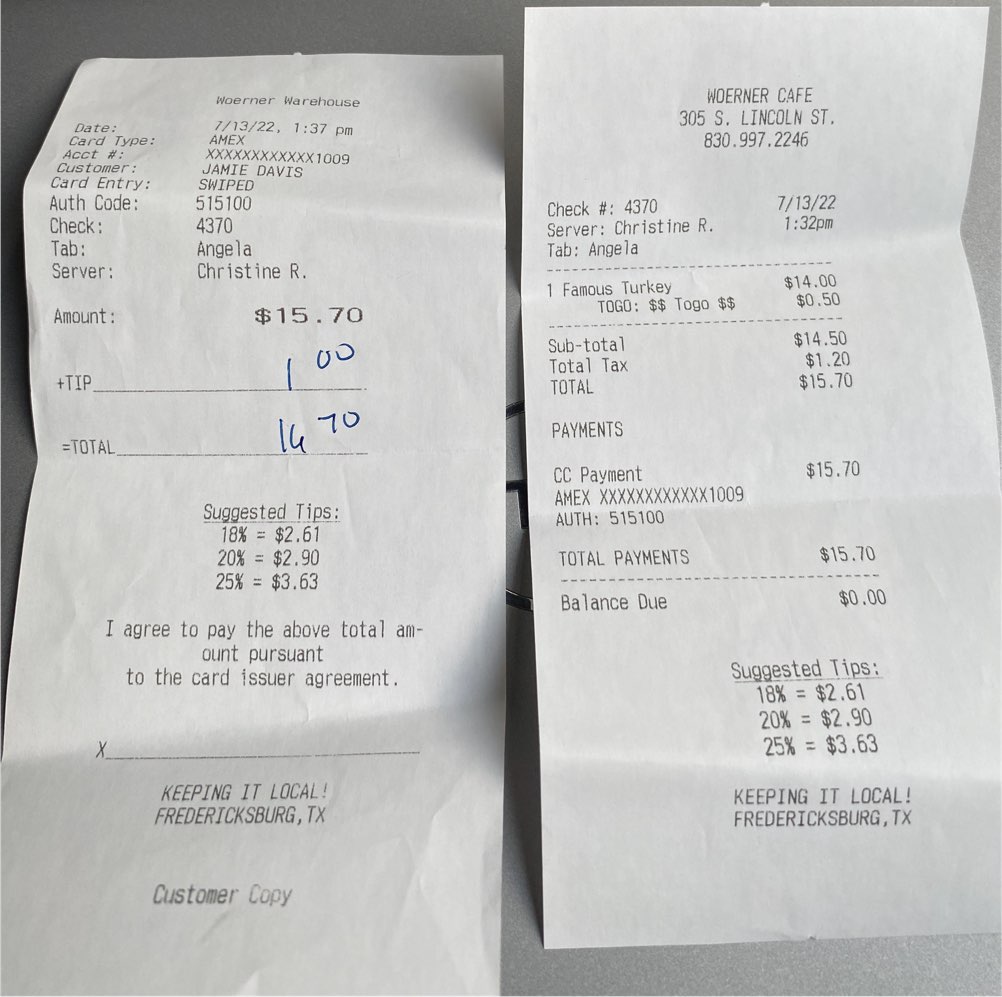 Woerner Warehouse
Date: 7/13/22, 1:37 pm
Card Type: AMEX
Acct #: XXXXXXXXXXXX1009
Customer: JAMIE DAVIS
Card Entry: SWIPED
Auth Code: 515100
Check: 4370
Tab: Angela
Server: Christine R.
Amount: $15.70
+TIP 1 00
=TOTAL 16 70
Suggested Tips:
18% = $2.61
20% = $2.90
25% = $3.63
I agree to pay the above total am-
ount pursuant
to the card issuer agreement.
X
KEEPING IT LOCAL!
FREDERICKSBURG,TX
Customer Copy
WOERNER CAFE
305 S. LINCOLN ST.
830.997.2246
Check #: 4370 7/13/22
Server: Christine R. 1:32pm
Tab: Angela
1 Famous Turkey $14.00
TOGO: $$ Togo $$ $0.50
Sub-total $14.50
Total Tax $1.20
TOTAL $15.70
PAYMENTS
CC Payment $15.70
AMEX XXXXXXXXXXXX1009
AUTH: 515100
TOTAL PAYMENTS $15.70
Balance Due $0.00
Suggested Tips:
18% = $2.61
20% = $2.90
25% = $3.63
KEEPING IT LOCAL!
FREDERICKSBURG,TX